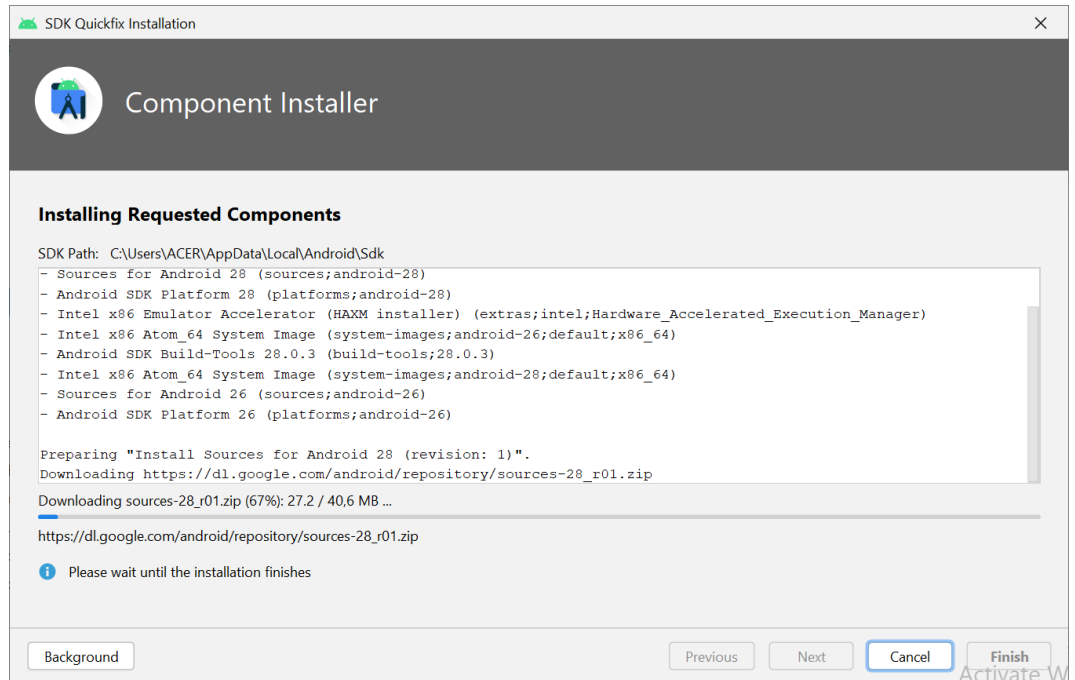 SDK Quickfix Installation
Component Installer
Installing Requested Components
SDK Path: C:\Users\ACER\AppData\Local\Android\Sdk
- Sources for Android 28 (sources;android-28)
- Android SDK Platform 28 (platforms;android-28)
- Intel x86 Emulator Accelerator (HAXM installer) (extras;intel;Hardware_Accelerated_Execution_Manager)
- Intel x86 Atom_64 System Image (system-images;android-26;default;x86_64)
- Android SDK Build-Tools 28.0.3 (build-tools;28.0.3)
- Intel x86 Atom_64 System Image (system-images;android-28;default;x86_64)
- Sources for Android 26 (sources;android-26)
- Android SDK Platform 26 (platforms;android-26)
Preparing "Install Sources for Android 28 (revision: 1)".
Downloading https://dl.google.com/android/repository/sources-28_r01.zip
Downloading sources-28_r01.zip (67%): 27.2 / 40,6 MB ...
https://dl.google.com/android/repository/sources-28_r01.zip
Please wait until the installation finishes
Background Previous Next Cancel Finish
Activate W